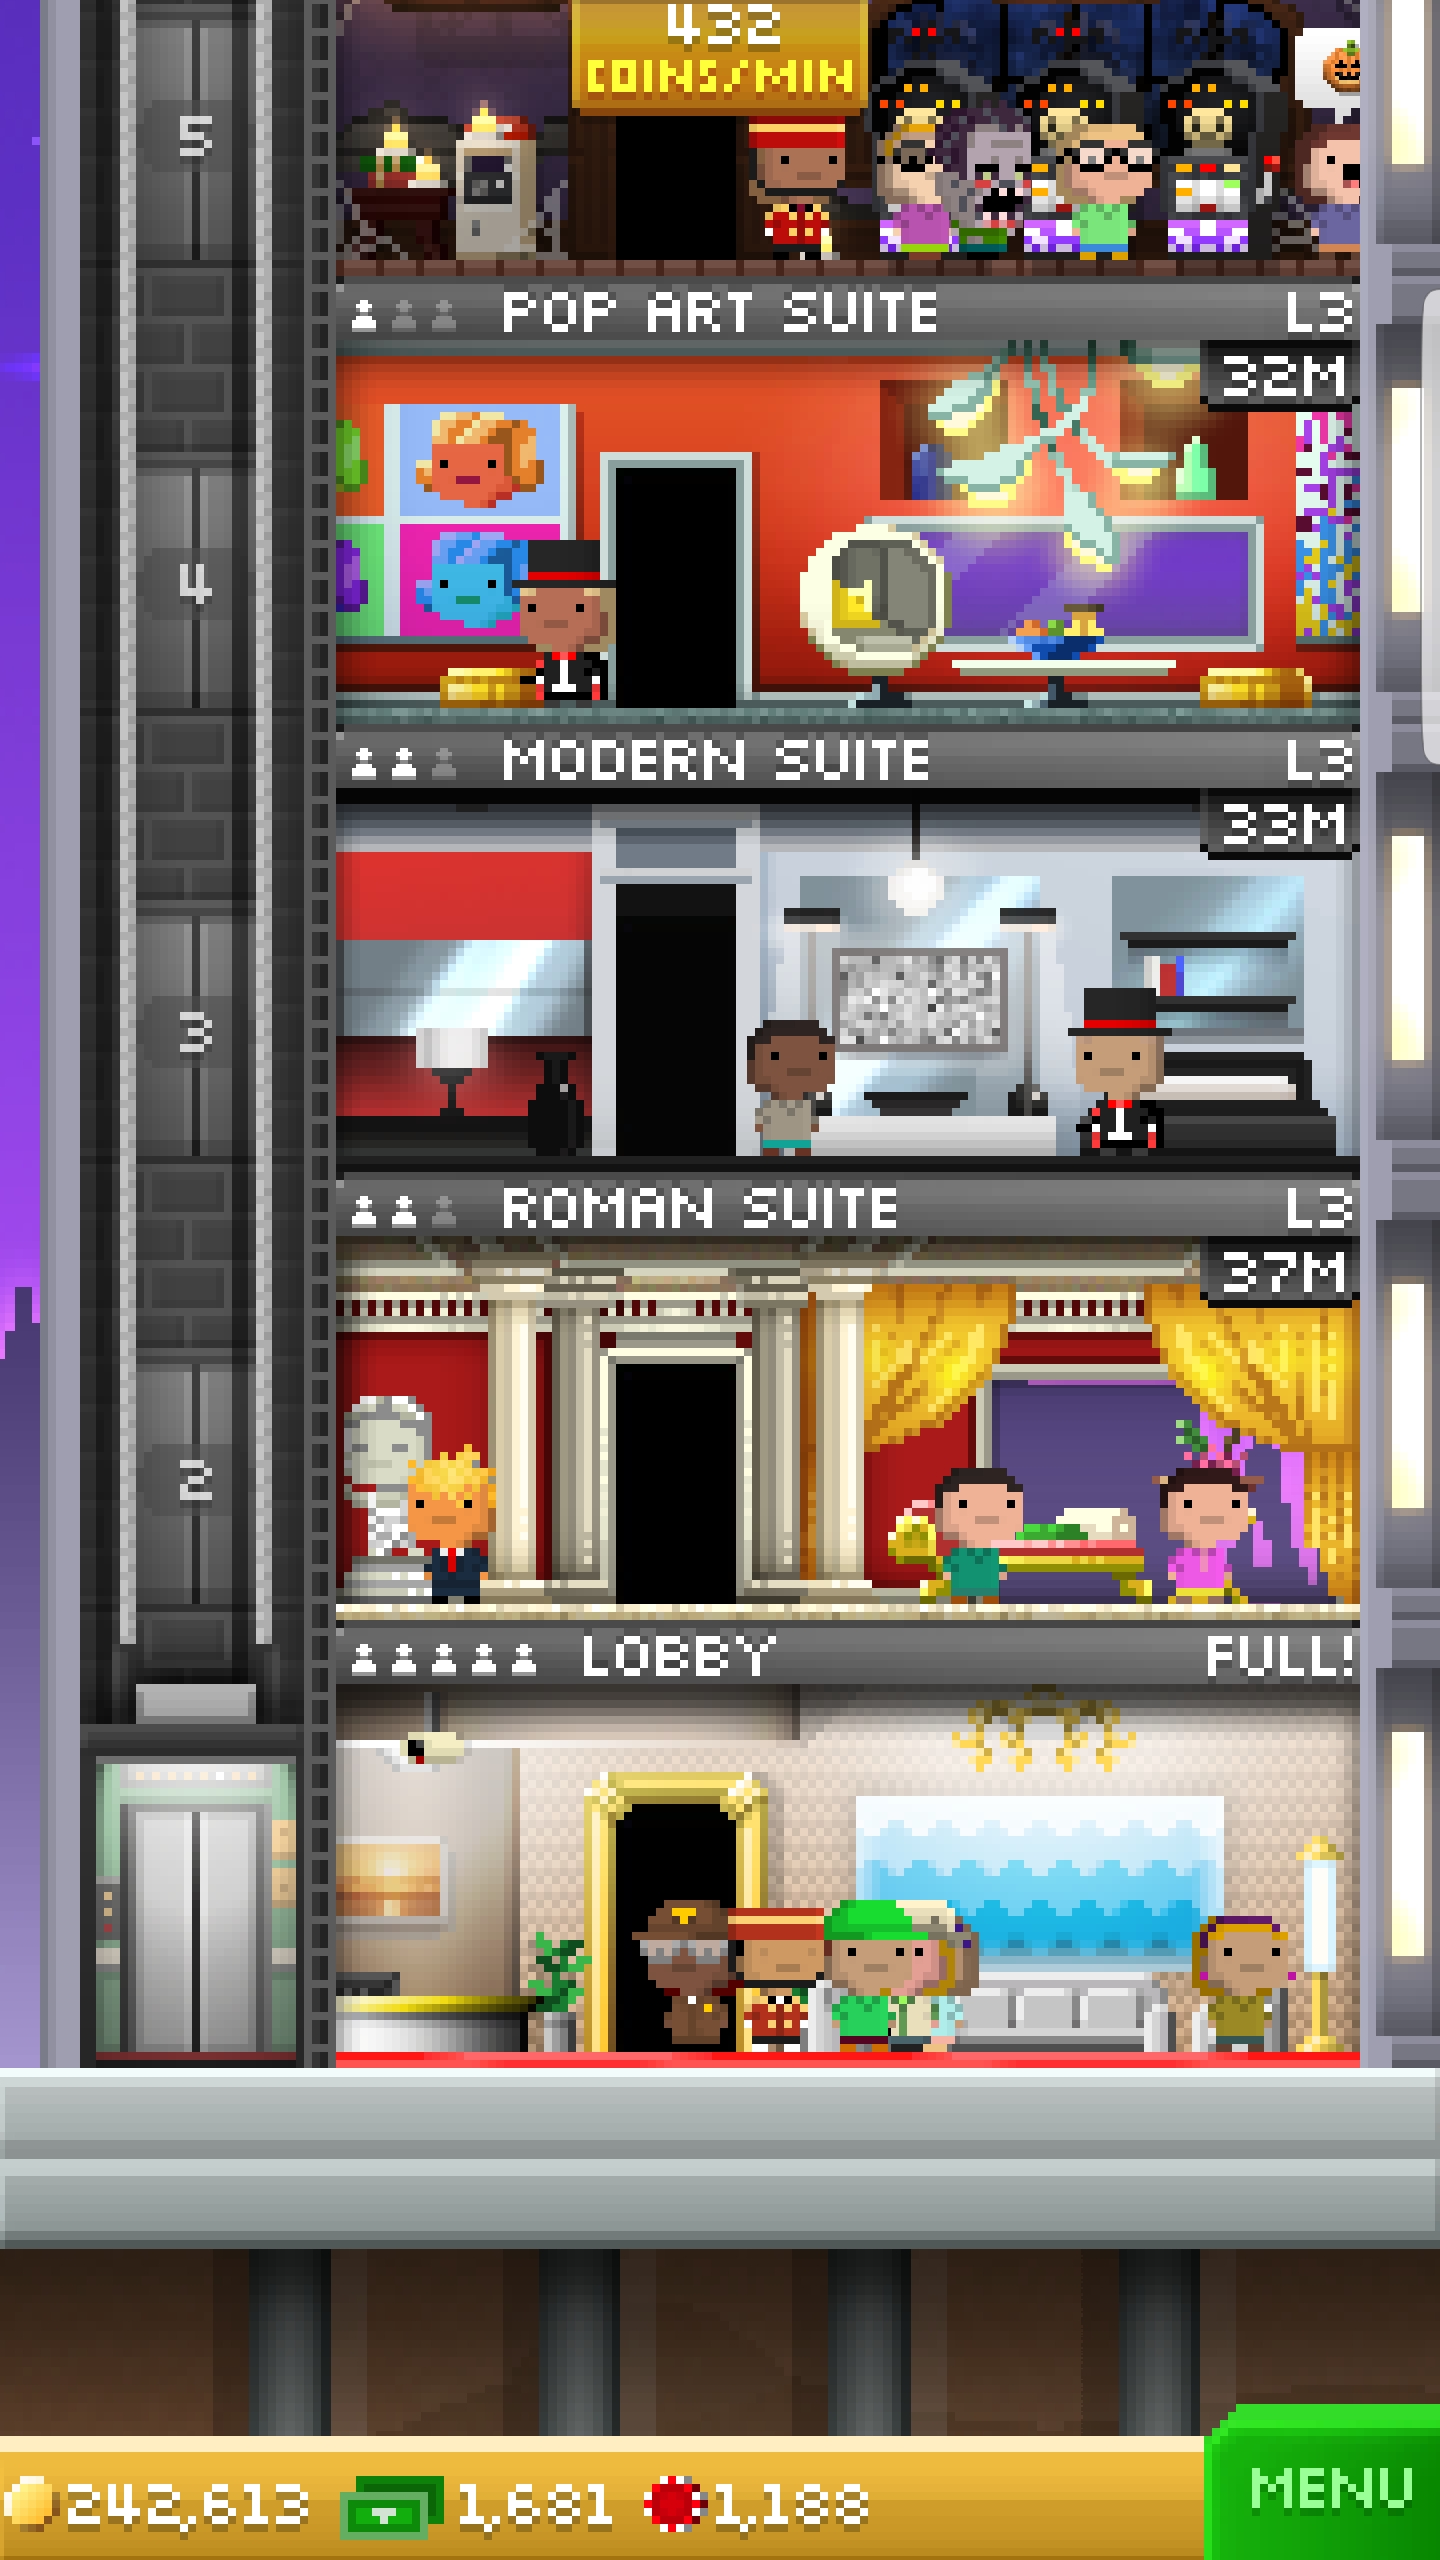 432
COINS/MIN
5
POP ART SUITE L3
32M
4
MODERN SUITE L3
33M
3
ROMAN SUITE L3
37M
2
LOBBY FULL!
242,613 1,681 1,188 MENU